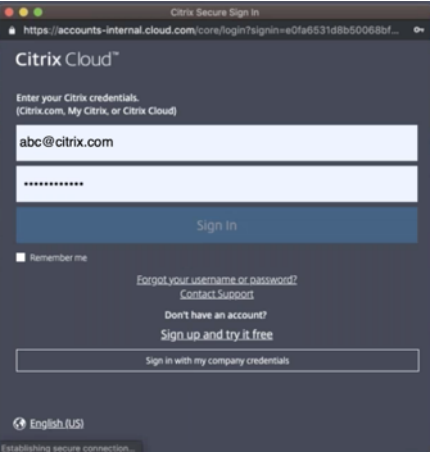 Citrix Secure Sign In
https://accounts-internal.cloud.com/core/login?signin=e0fa6531d8b50068bf...
Citrix Cloud™
Enter your Citrix credentials.
(Citrix.com, My Citrix, or Citrix Cloud)
abc@citrix.com
••••••••••••
Sign In
Remember me
Forgot your username or password?
Contact Support
Don't have an account?
Sign up and try it free
Sign in with my company credentials
English (US)
Establishing secure connection...